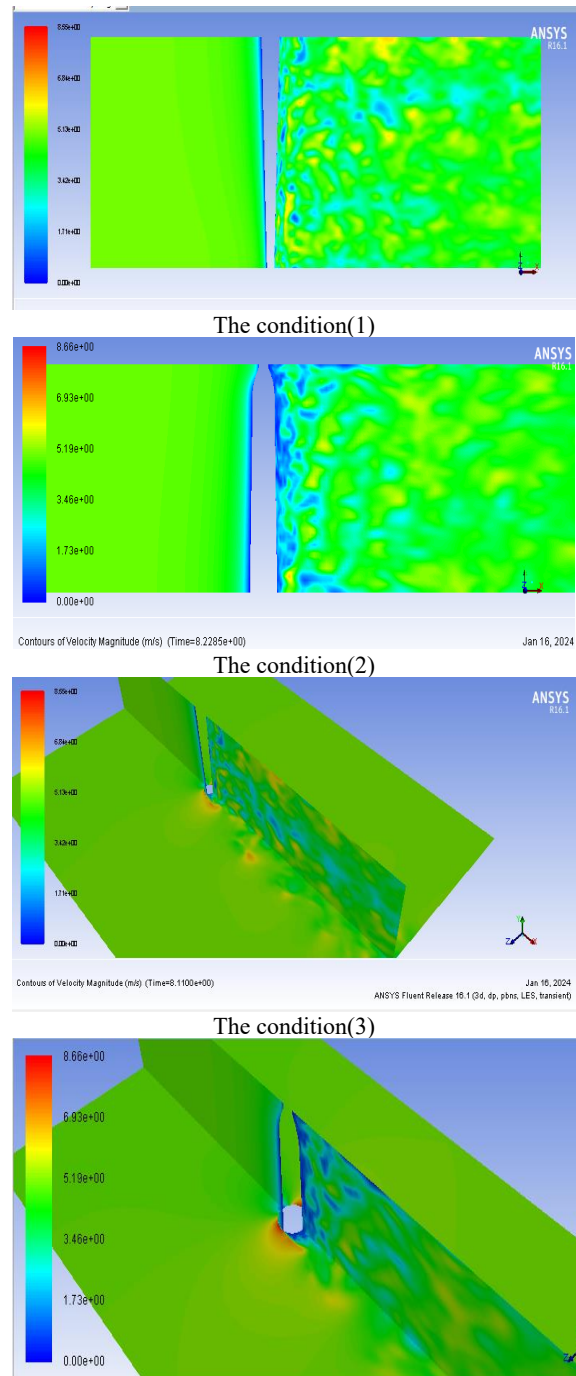 8.55e+00
ANSYS
R16.1
6.84e+00
5.13e+00
3.42e+00
1.71e+00
0.00e+00
Z
X
The condition(1)
8.66e+00
ANSYS
R16.1
6.93e+00
5.19e+00
3.46e+00
1.73e+00
0.00e+00
Z
X
Contours of Velocity Magnitude (m/s) (Time=8.2285e+00)
Jan 16, 2024
The condition(2)
ANSYS
R16.1
5.13e+00
3.42e+00
1.71e+00
0.00e+00
Y
Z
X
Contours of Velocity Magnitude (m/s) (Time=8.1100e+00)
Jan 16, 2024
ANSYS Fluent Release 16.1 (3d, dp, pbns, LES, transient)
The condition(3)
8.66e+00
6.93e+00
5.19e+00
3.46e+00
1.73e+00
0.00e+00
Z